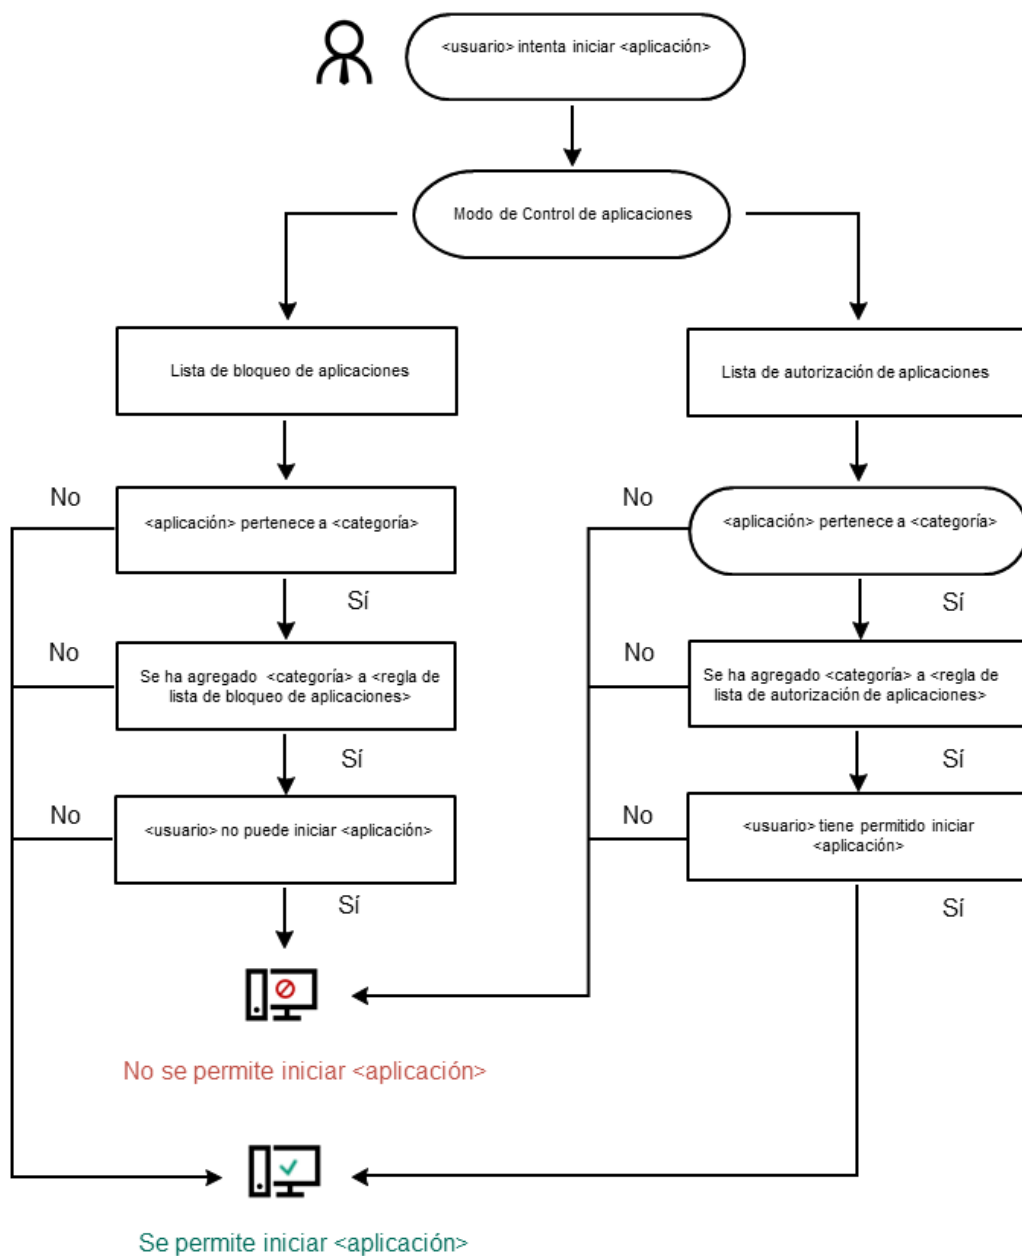 <usuario> intenta iniciar <aplicación>
Modo de Control de aplicaciones
Lista de bloqueo de aplicaciones
Lista de autorización de aplicaciones
No
<aplicación> pertenece a <categoría>
No
<aplicación> pertenece a <categoría>
Sí
Sí
No
Se ha agregado <categoría> a <regla de
lista de bloqueo de aplicaciones>
No
Se ha agregado <categoría> a <regla de
lista de autorización de aplicaciones>
Sí
Sí
No
<usuario> no puede iniciar <aplicación>
No
<usuario> tiene permitido iniciar
<aplicación>
Sí
Sí
No se permite iniciar <aplicación>
Se permite iniciar <aplicación>